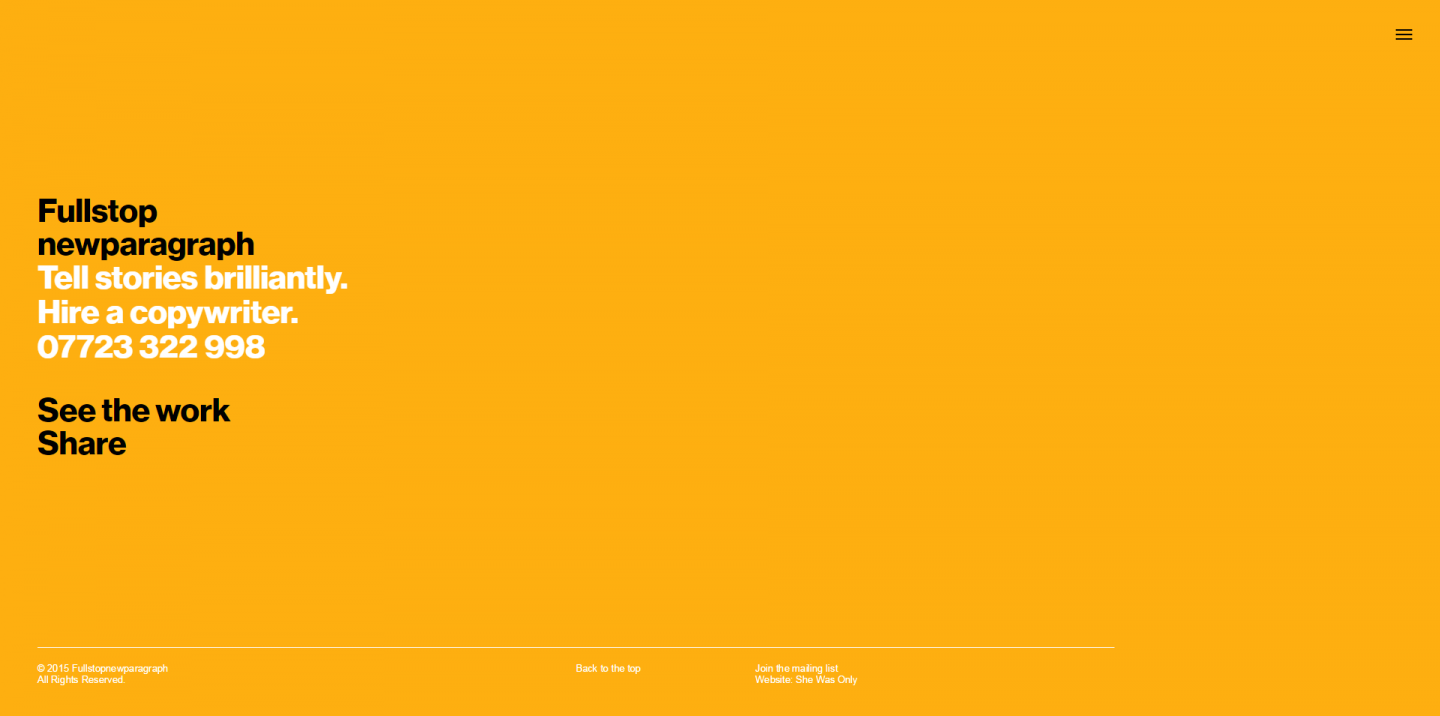 Fullstop
newparagraph
Tell stories brilliantly.
Hire a copywriter.
07723 322 998
See the work
Share
© 2015 Fullstopnewparagraph
All Rights Reserved.
Back to the top
Join the mailing list
Website: She Was Only